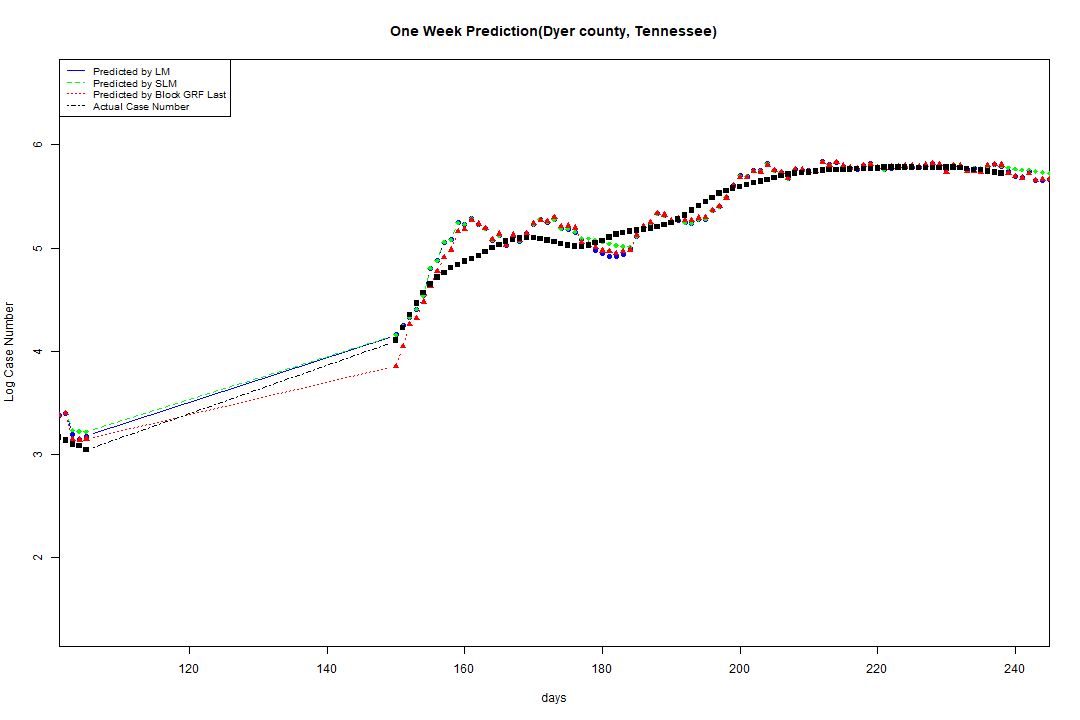 One Week Prediction(Dyer county, Tennessee)
Predicted by LM
Predicted by SLM
Predicted by Block GRF Last
Actual Case Number
6
5
4
3
2
Log Case Number
120 140 160 180 200 220 240
days